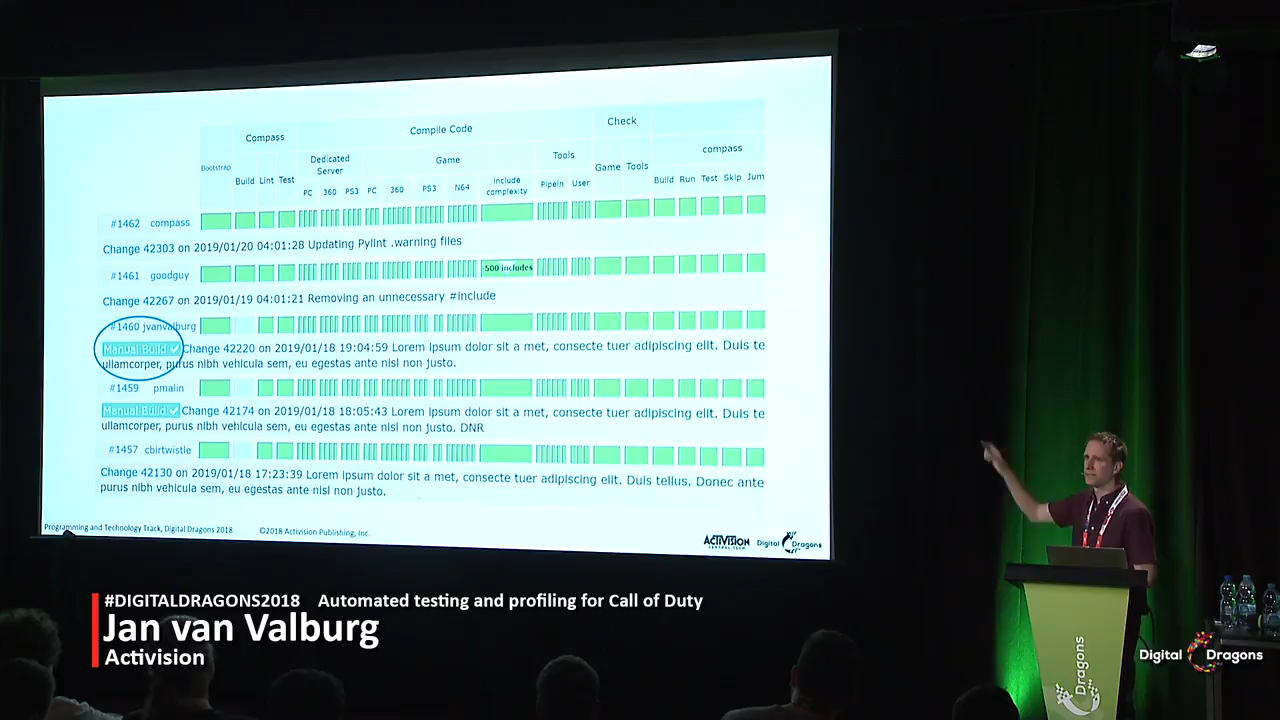 Check
Compass
Compile Code
compass
Dedicated
Server
Game
Tools
Bootstrap
Game Tools
Build Lint Test
Include
complexity
Pipeln User
Build Run Test Skip Jum
PC 360 PS3 PC 360 PS3 N64
#1462 compass
Change 42303 on 2019/01/20 04:01:28 Updating Pylint .warning files
#1461 goodguy
-500 includes
Change 42267 on 2019/01/19 04:01:21 Removing an unnecessary #include
#1460 jvanvalburg
Manual Build ✓ Change 42220 on 2019/01/18 19:04:59 Lorem ipsum dolor sit a met, consecte tuer adipiscing elit. Duis te
ullamcorper, purus nibh vehicula sem, eu egestas ante nisl non justo.
#1459 pmalin
Manual Build ✓ Change 42174 on 2019/01/18 18:05:43 Lorem ipsum dolor sit a met, consecte tuer adipiscing elit. Duis te
ullamcorper, purus nibh vehicula sem, eu egestas ante nisl non justo. DNR
#1457 cbirtwistle
Change 42130 on 2019/01/18 17:23:39 Lorem ipsum dolor sit a met, consecte tuer adipiscing elit. Duis tellus. Donec ante
purus nibh vehicula sem, eu egestas ante nisl non justo.
Programming and Technology Track, Digital Dragons 2018 ©2018 Activision Publishing, Inc.
ACTIVISION
CENTRAL TECH
Digital Dragons
#DIGITALDRAGONS2018 Automated testing and profiling for Call of Duty
Jan van Valburg
Activision
Dragons
Digital Dragons